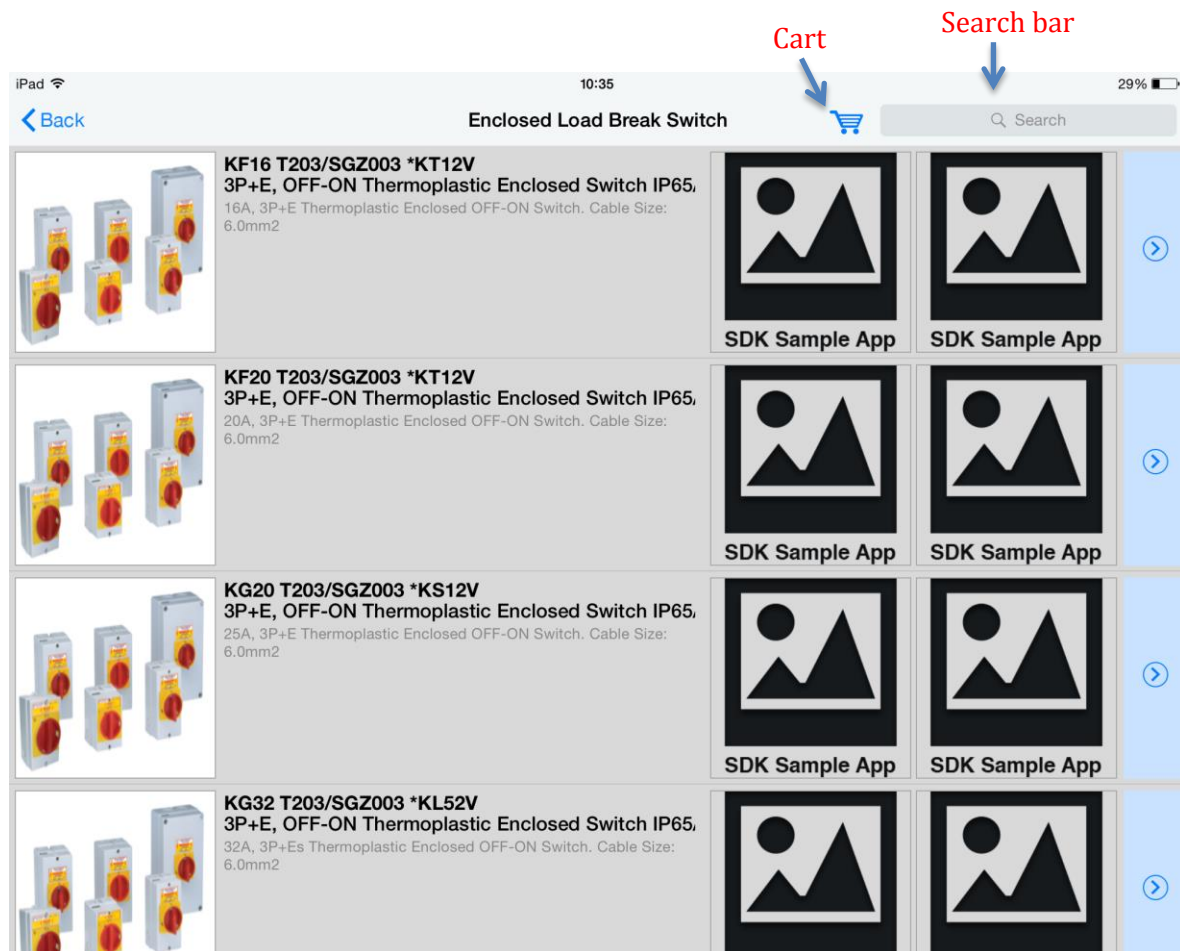 Cart
Search bar
iPad
10:35
29%
Back
Enclosed Load Break Switch
Search
KF16 T203/SGZ003 *KT12V
3P+E, OFF-ON Thermoplastic Enclosed Switch IP65/
16A, 3P+E Thermoplastic Enclosed OFF-ON Switch. Cable Size:
6.0mm2
SDK Sample App
SDK Sample App
KF20 T203/SGZ003 *KT12V
3P+E, OFF-ON Thermoplastic Enclosed Switch IP65/
20A, 3P+E Thermoplastic Enclosed OFF-ON Switch. Cable Size:
6.0mm2
SDK Sample App
SDK Sample App
KG20 T203/SGZ003 *KS12V
3P+E, OFF-ON Thermoplastic Enclosed Switch IP65/
25A, 3P+E Thermoplastic Enclosed OFF-ON Switch. Cable Size:
6.0mm2
SDK Sample App
SDK Sample App
KG32 T203/SGZ003 *KL52V
3P+E, OFF-ON Thermoplastic Enclosed Switch IP65/
32A, 3P+Es Thermoplastic Enclosed OFF-ON Switch. Cable Size:
6.0mm2